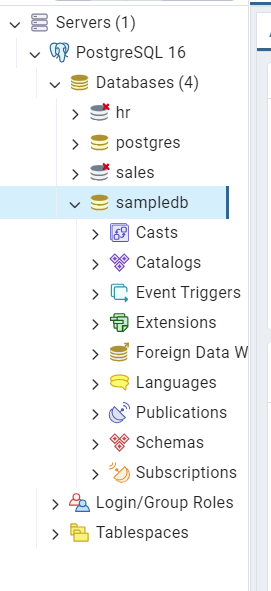 Servers (1)
PostgreSQL 16
Databases (4)
hr
postgres
sales
sampledb
Casts
Catalogs
Event Triggers
Extensions
Foreign Data W
Languages
Publications
Schemas
Subscriptions
Login/Group Roles
Tablespaces